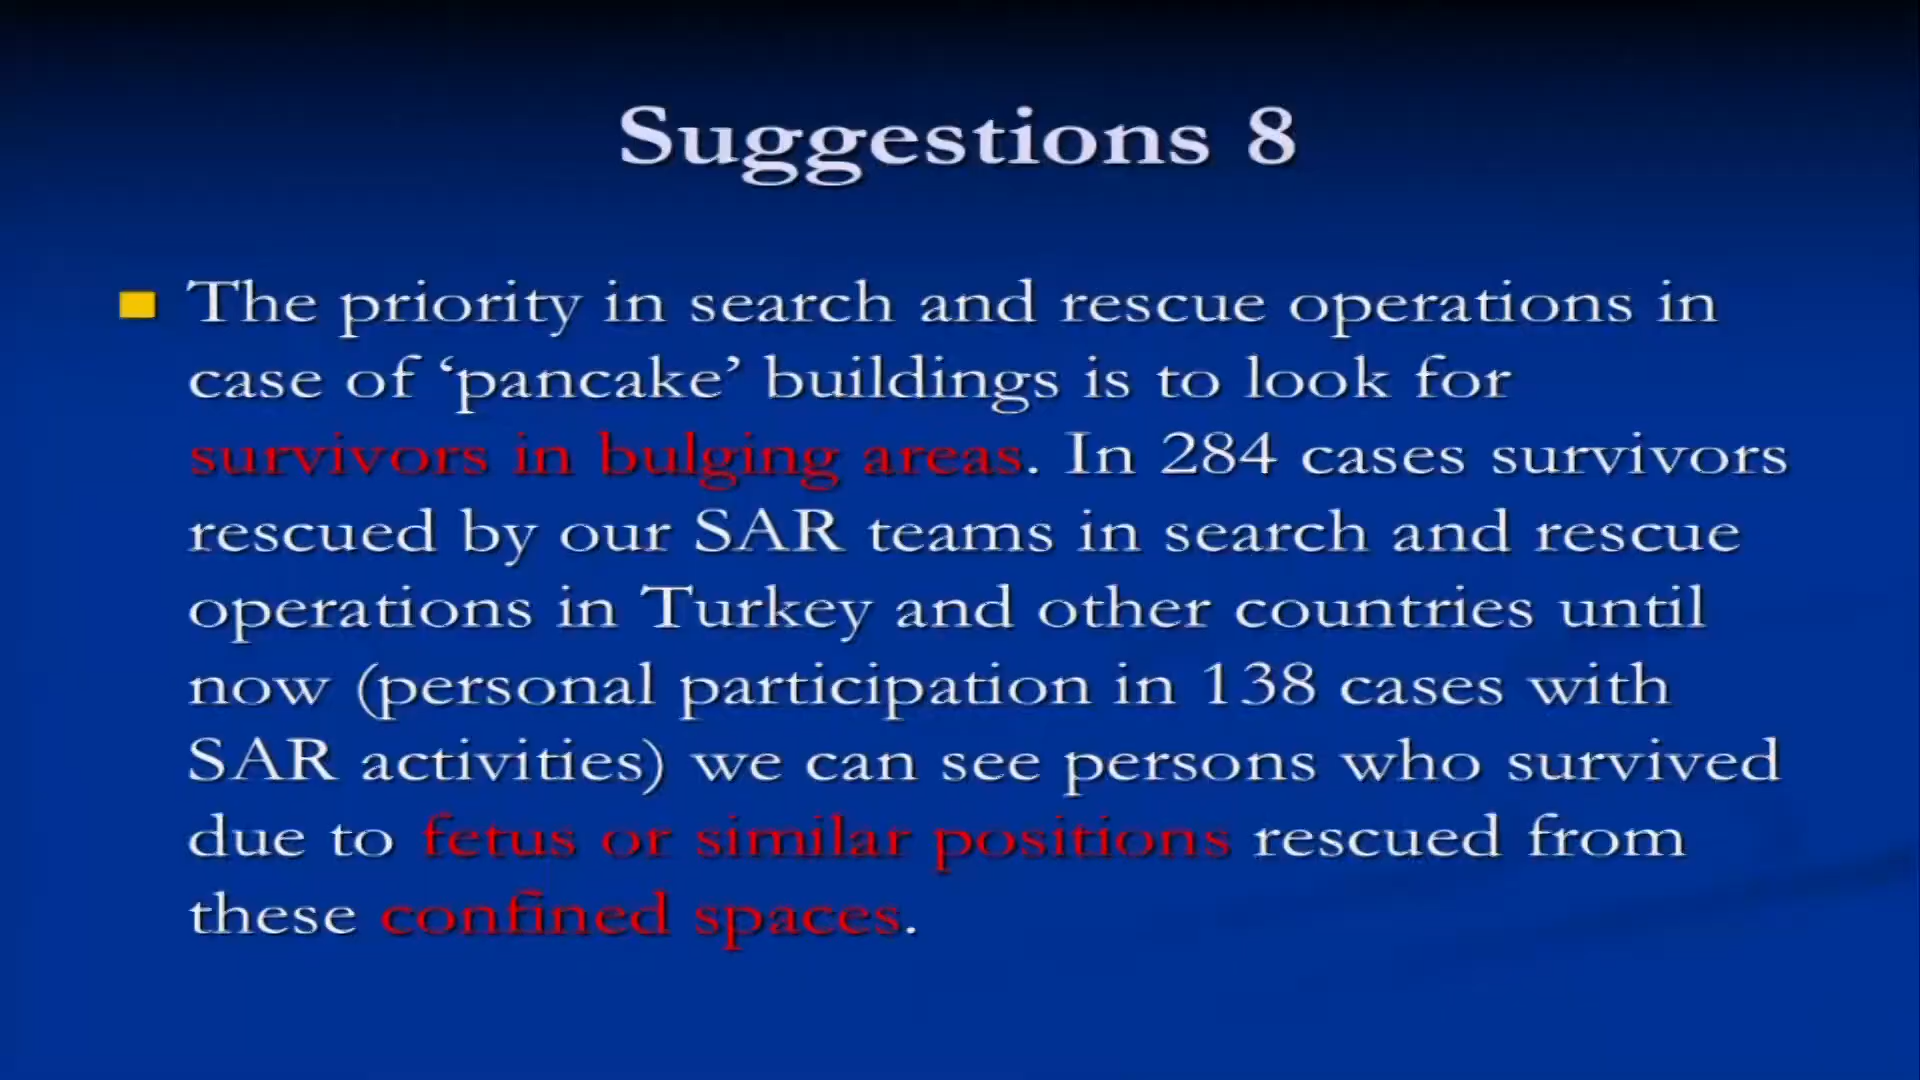 Suggestions 8
The priority in search and rescue operations in
case of ‘pancake’ buildings is to look for
survivors in bulging areas. In 284 cases survivors
rescued by our SAR teams in search and rescue
operations in Turkey and other countries until
now (personal participation in 138 cases with
SAR activities) we can see persons who survived
due to fetus or similar positions rescued from
these confined spaces.